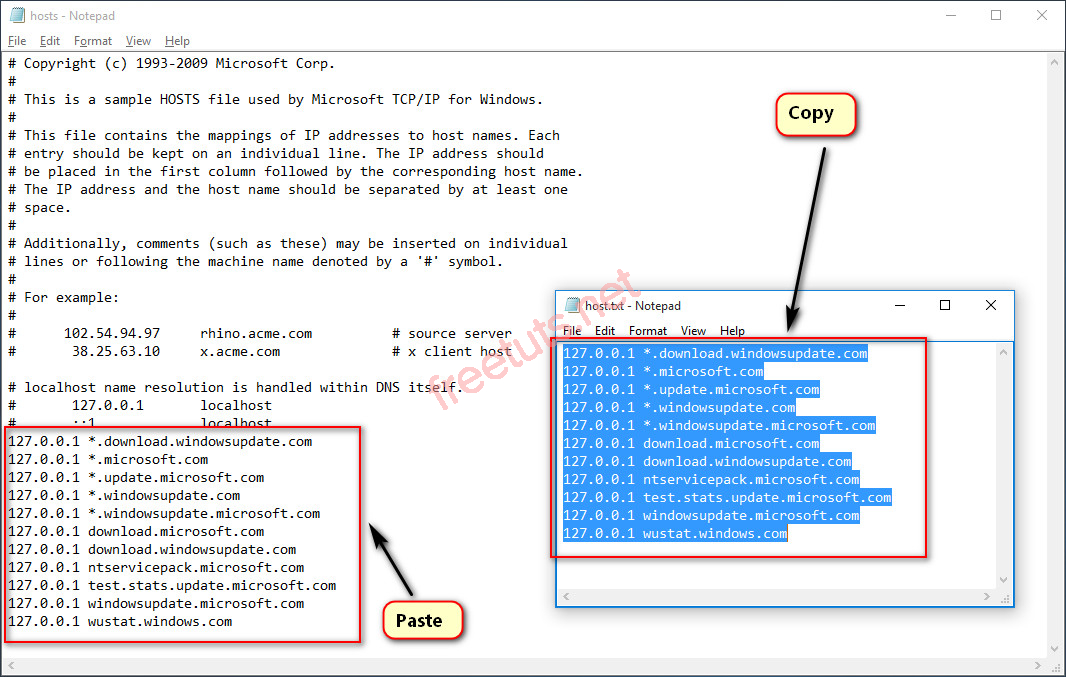 hosts - Notepad
File Edit Format View Help
# Copyright (c) 1993-2009 Microsoft Corp.
#
# This is a sample HOSTS file used by Microsoft TCP/IP for Windows.
#
# This file contains the mappings of IP addresses to host names. Each
# entry should be kept on an individual line. The IP address should
# be placed in the first column followed by the corresponding host name.
# The IP address and the host name should be separated by at least one
# space.
#
# Additionally, comments (such as these) may be inserted on individual
# lines or following the machine name denoted by a '#' symbol.
#
# For example:
#
#      102.54.94.97     rhino.acme.com          # source server
#       38.25.63.10     x.acme.com              # x client host
# localhost name resolution is handled within DNS itself.
#       127.0.0.1       localhost
#       ::1             localhost
127.0.0.1 *.download.windowsupdate.com
127.0.0.1 *.microsoft.com
127.0.0.1 *.update.microsoft.com
127.0.0.1 *.windowsupdate.com
127.0.0.1 *.windowsupdate.microsoft.com
127.0.0.1 download.microsoft.com
127.0.0.1 download.windowsupdate.com
127.0.0.1 ntservicepack.microsoft.com
127.0.0.1 test.stats.update.microsoft.com
127.0.0.1 windowsupdate.microsoft.com
127.0.0.1 wustat.windows.com
Paste
Copy
host.txt - Notepad
File Edit Format View Help
127.0.0.1 *.download.windowsupdate.com
127.0.0.1 *.microsoft.com
127.0.0.1 *.update.microsoft.com
127.0.0.1 *.windowsupdate.com
127.0.0.1 *.windowsupdate.microsoft.com
127.0.0.1 download.microsoft.com
127.0.0.1 download.windowsupdate.com
127.0.0.1 ntservicepack.microsoft.com
127.0.0.1 test.stats.update.microsoft.com
127.0.0.1 windowsupdate.microsoft.com
127.0.0.1 wustat.windows.com
freetuts.net